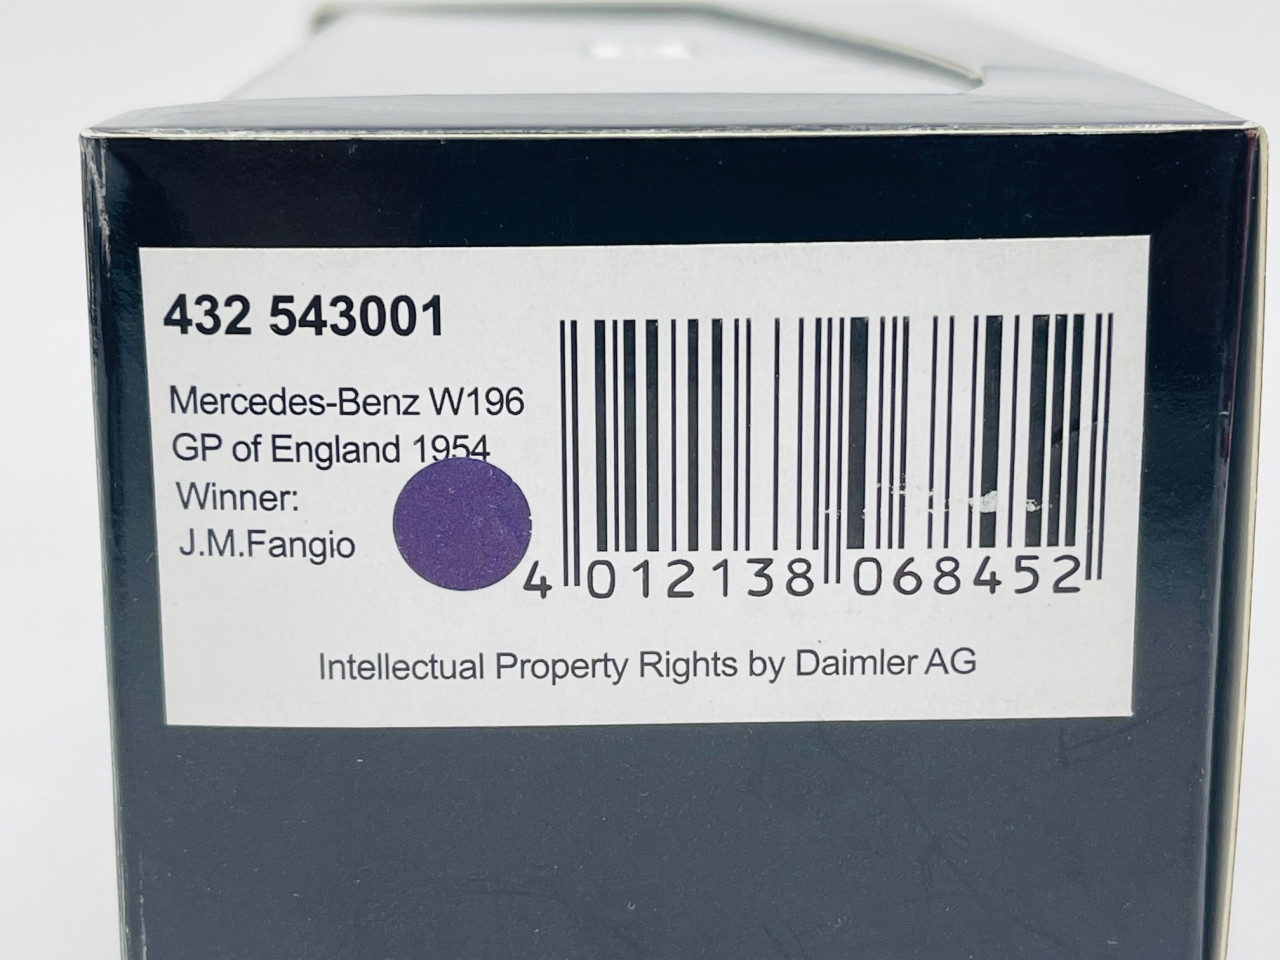 432 543001
Mercedes-Benz W196
GP of England 1954
Winner:
J.M.Fangio
4 012138 068452
Intellectual Property Rights by Daimler AG